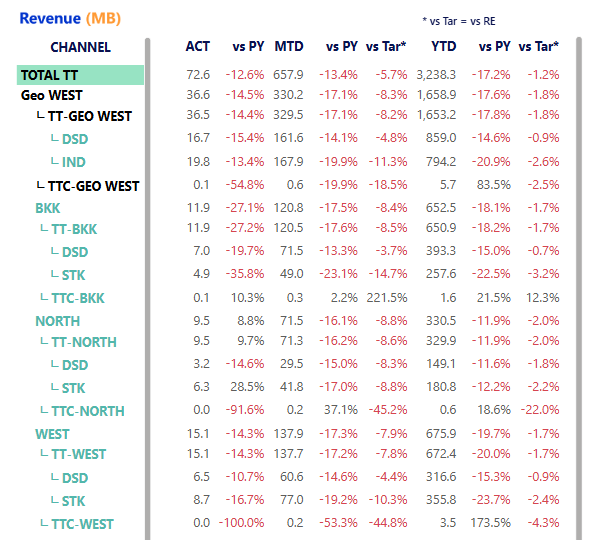 Revenue (MB)
* vs Tar = vs RE
CHANNEL ACT vs PY MTD vs PY vs Tar* YTD vs PY vs Tar*
TOTAL TT 72.6 -12.6% 657.9 -13.4% -5.7% 3,238.3 -17.2% -1.2%
Geo WEST 36.6 -14.5% 330.2 -17.1% -8.3% 1,658.9 -17.6% -1.8%
TT-GEO WEST 36.5 -14.4% 329.5 -17.1% -8.2% 1,653.2 -17.8% -1.8%
DSD 16.7 -15.4% 161.6 -14.1% -4.8% 859.0 -14.6% -0.9%
IND 19.8 -13.4% 167.9 -19.9% -11.3% 794.2 -20.9% -2.6%
TTC-GEO WEST 0.1 -54.8% 0.6 -19.9% -18.5% 5.7 83.5% -2.5%
BKK 11.9 -27.1% 120.8 -17.5% -8.4% 652.5 -18.1% -1.7%
TT-BKK 11.9 -27.2% 120.5 -17.6% -8.5% 650.9 -18.2% -1.7%
DSD 7.0 -19.7% 71.5 -13.3% -3.7% 393.3 -15.0% -0.7%
STK 4.9 -35.8% 49.0 -23.1% -14.7% 257.6 -22.5% -3.2%
TTC-BKK 0.1 10.3% 0.3 2.2% 221.5% 1.6 21.5% 12.3%
NORTH 9.5 8.8% 71.5 -16.1% -8.8% 330.5 -11.9% -2.0%
TT-NORTH 9.5 9.7% 71.3 -16.2% -8.6% 329.9 -11.9% -2.0%
DSD 3.2 -14.6% 29.5 -15.0% -8.3% 149.1 -11.6% -1.8%
STK 6.3 28.5% 41.8 -17.0% -8.8% 180.8 -12.2% -2.2%
TTC-NORTH 0.0 -91.6% 0.2 37.1% -45.2% 0.6 18.6% -22.0%
WEST 15.1 -14.3% 137.9 -17.3% -7.9% 675.9 -19.7% -1.7%
TT-WEST 15.1 -14.3% 137.7 -17.2% -7.8% 672.4 -20.0% -1.7%
DSD 6.5 -10.7% 60.6 -14.6% -4.4% 316.6 -15.3% -0.9%
STK 8.7 -16.7% 77.0 -19.2% -10.3% 355.8 -23.7% -2.4%
TTC-WEST 0.0 -100.0% 0.2 -53.3% -44.8% 3.5 173.5% -4.3%